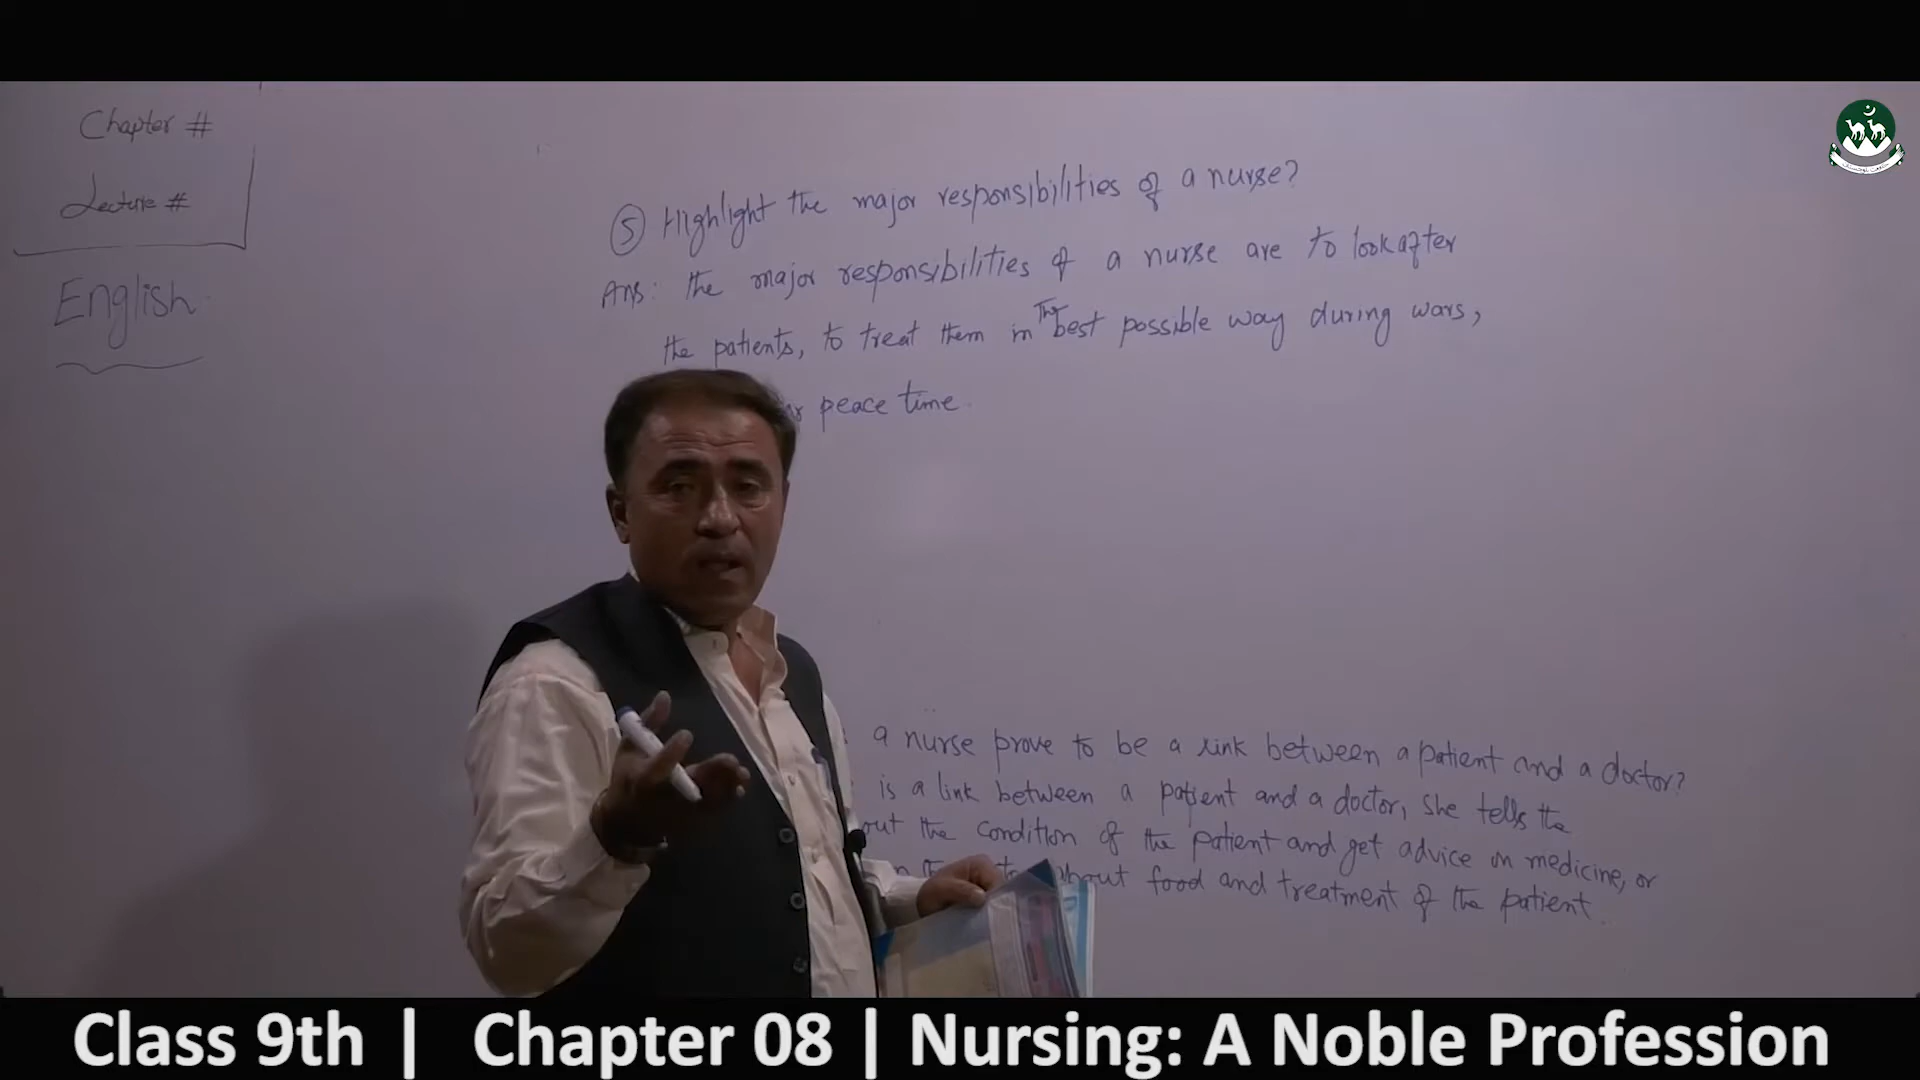 Chapter #
Lecture #
English
⑤ Highlight the major responsibilities of a nurse?
Ans: the major responsibilities of a nurse are to look after
the patients, to treat them in The best possible way during wars,
peace time.
a nurse prove to be a link between a patient and a doctor?
is a link between a patient and a doctor, she tells the
out the condition of the patient and get advice on medicine, or
about food and treatment of the patient.
Class 9th | Chapter 08 | Nursing: A Noble Profession